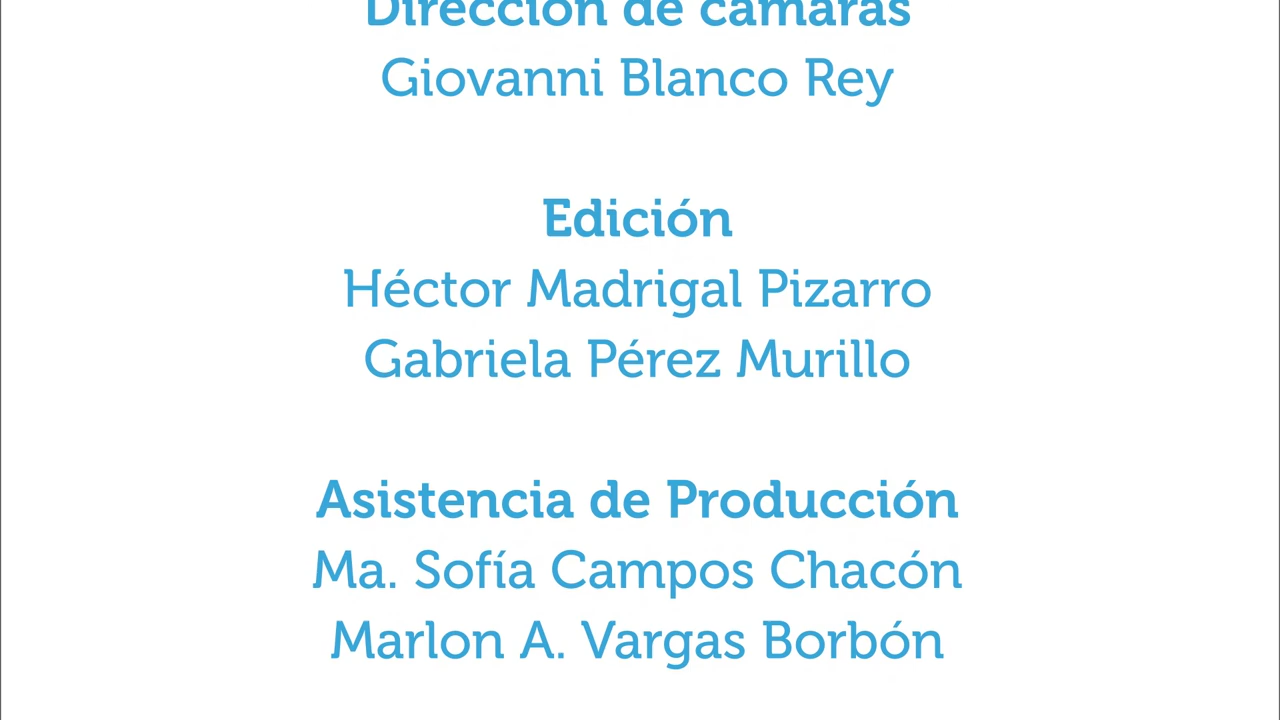 Dirección de cámaras
Giovanni Blanco Rey
Edición
Héctor Madrigal Pizarro
Gabriela Pérez Murillo
Asistencia de Producción
Ma. Sofía Campos Chacón
Marlon A. Vargas Borbón